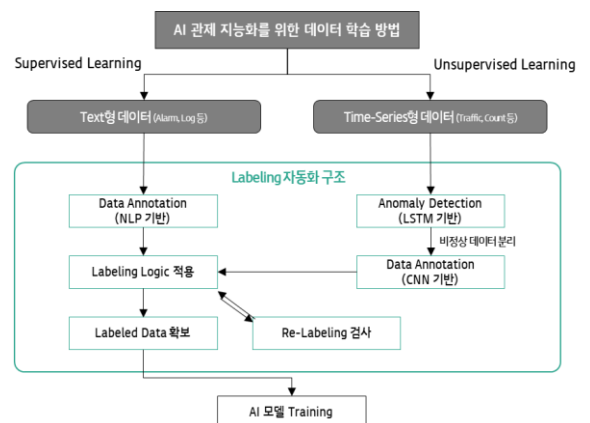 AI 관제 지능화를 위한 데이터 학습 방법
Supervised Learning
Unsupervised Learning
Text형 데이터 (Alarm, Log 등)
Time-Series형 데이터 (Traffic, Count 등)
Labeling 자동화 구조
Data Annotation
(NLP 기반)
Anomaly Detection
(LSTM 기반)
비정상 데이터 분리
Labeling Logic 적용
Data Annotation
(CNN 기반)
Labeled Data 확보
Re-Labeling 검사
AI 모델 Training